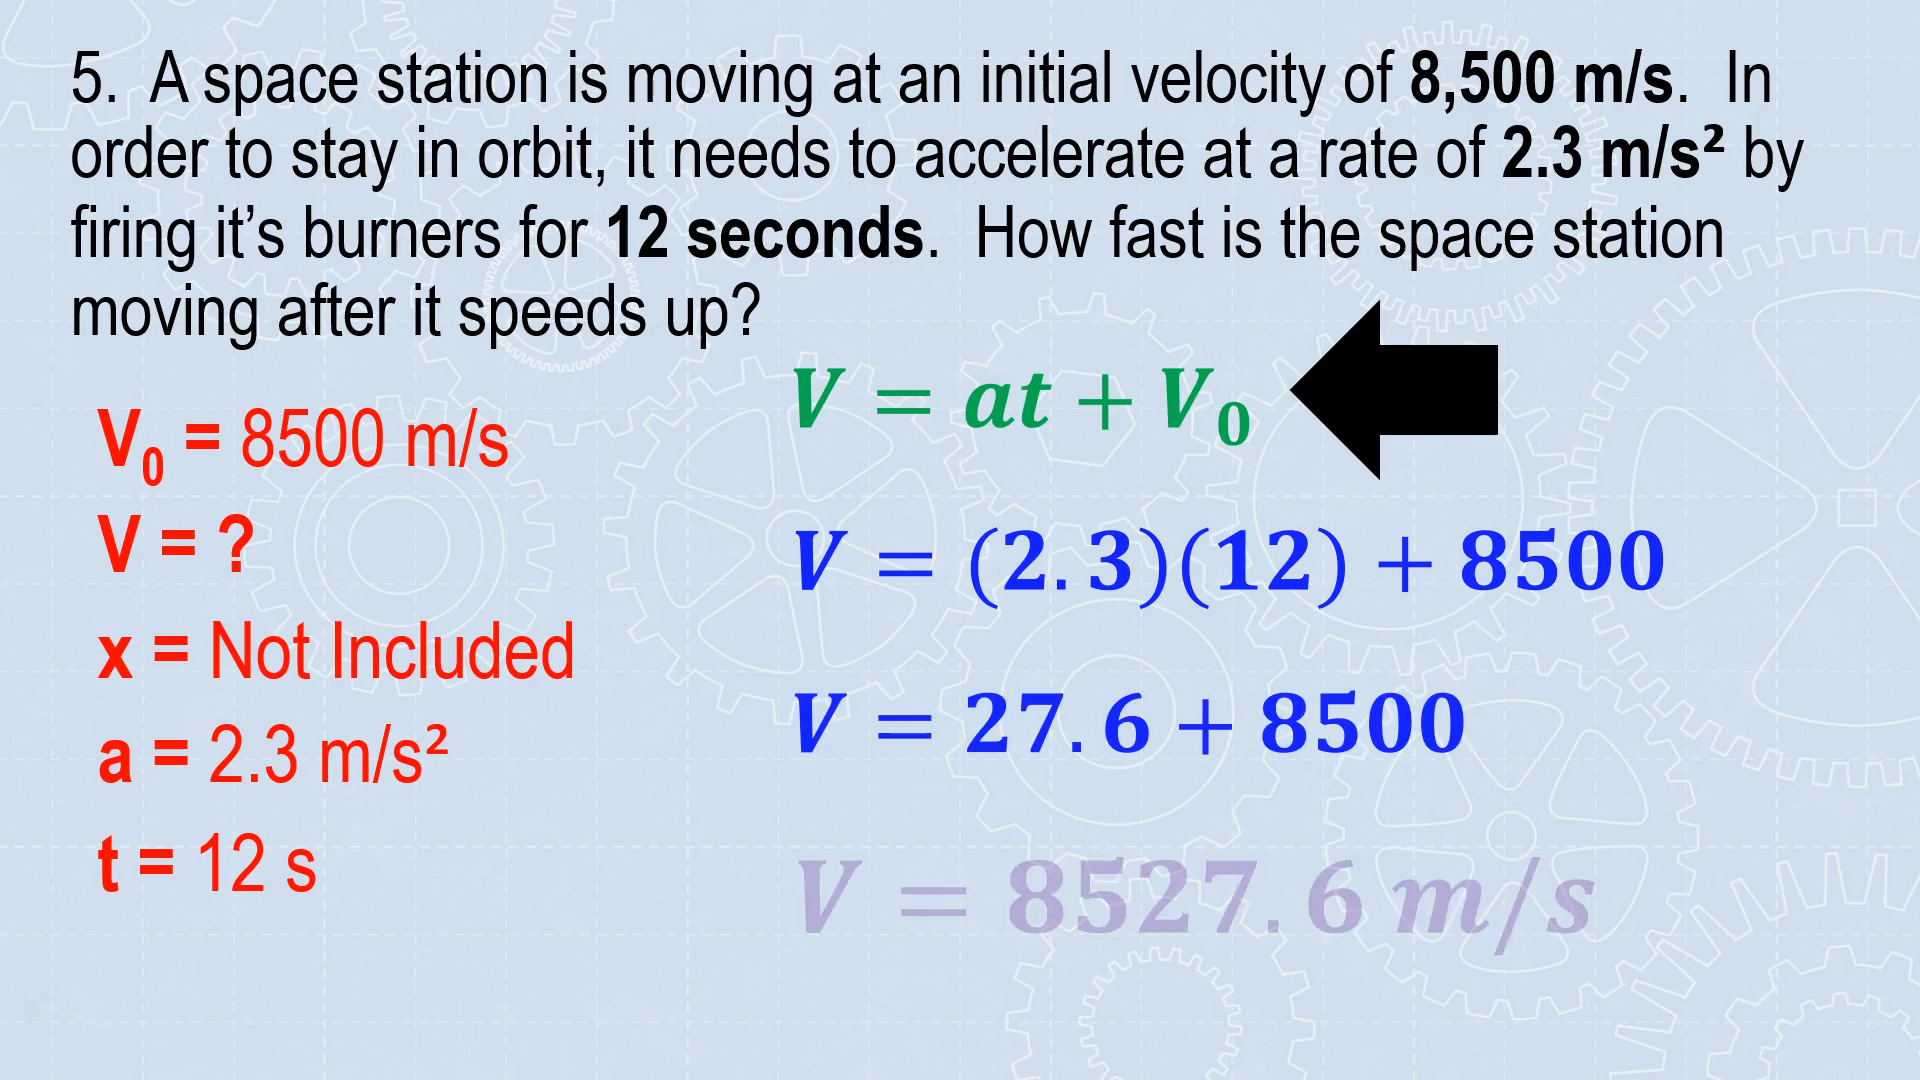 5.  A space station is moving at an initial velocity of 8,500 m/s.  In
order to stay in orbit, it needs to accelerate at a rate of 2.3 m/s² by
firing it’s burners for 12 seconds.  How fast is the space station
moving after it speeds up?
V₀ = 8500 m/s
V = ?
x = Not Included
a = 2.3 m/s²
t = 12 s
V = at + V₀
V = (2.3)(12) + 8500
V = 27.6 + 8500
V = 8527.6 m/s